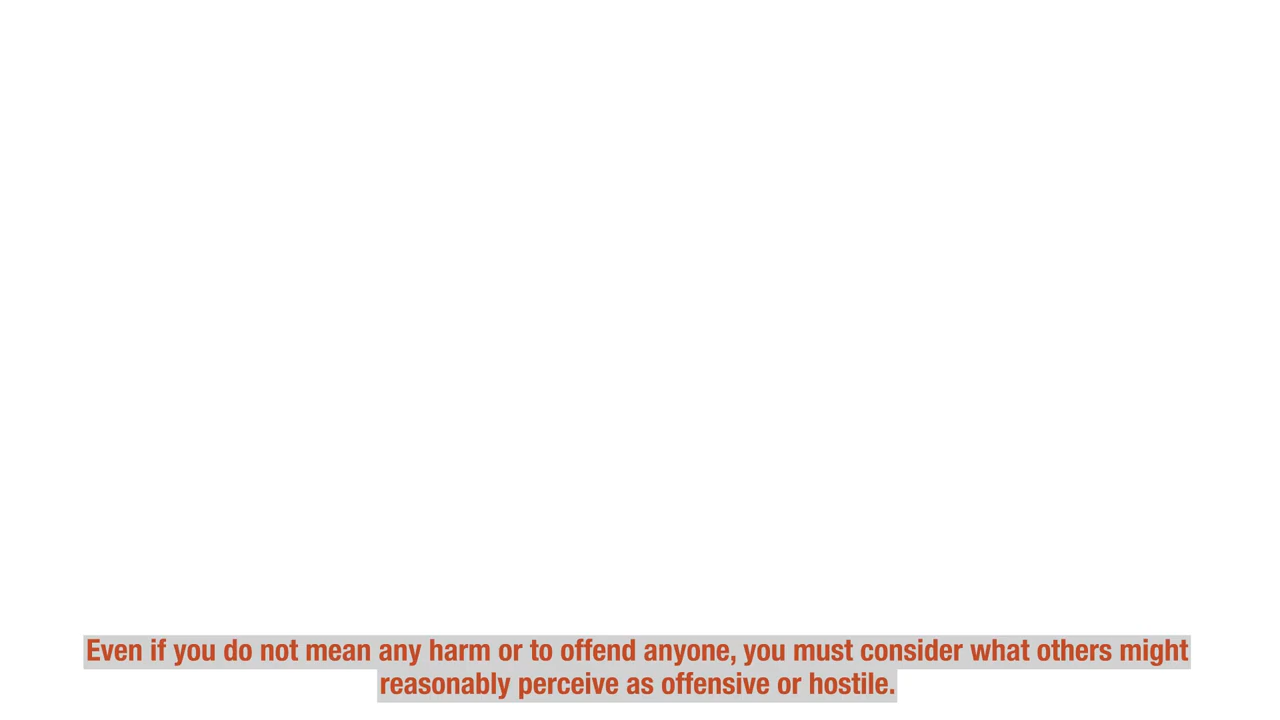 Even if you do not mean any harm or to offend anyone, you must consider what others might
reasonably perceive as offensive or hostile.